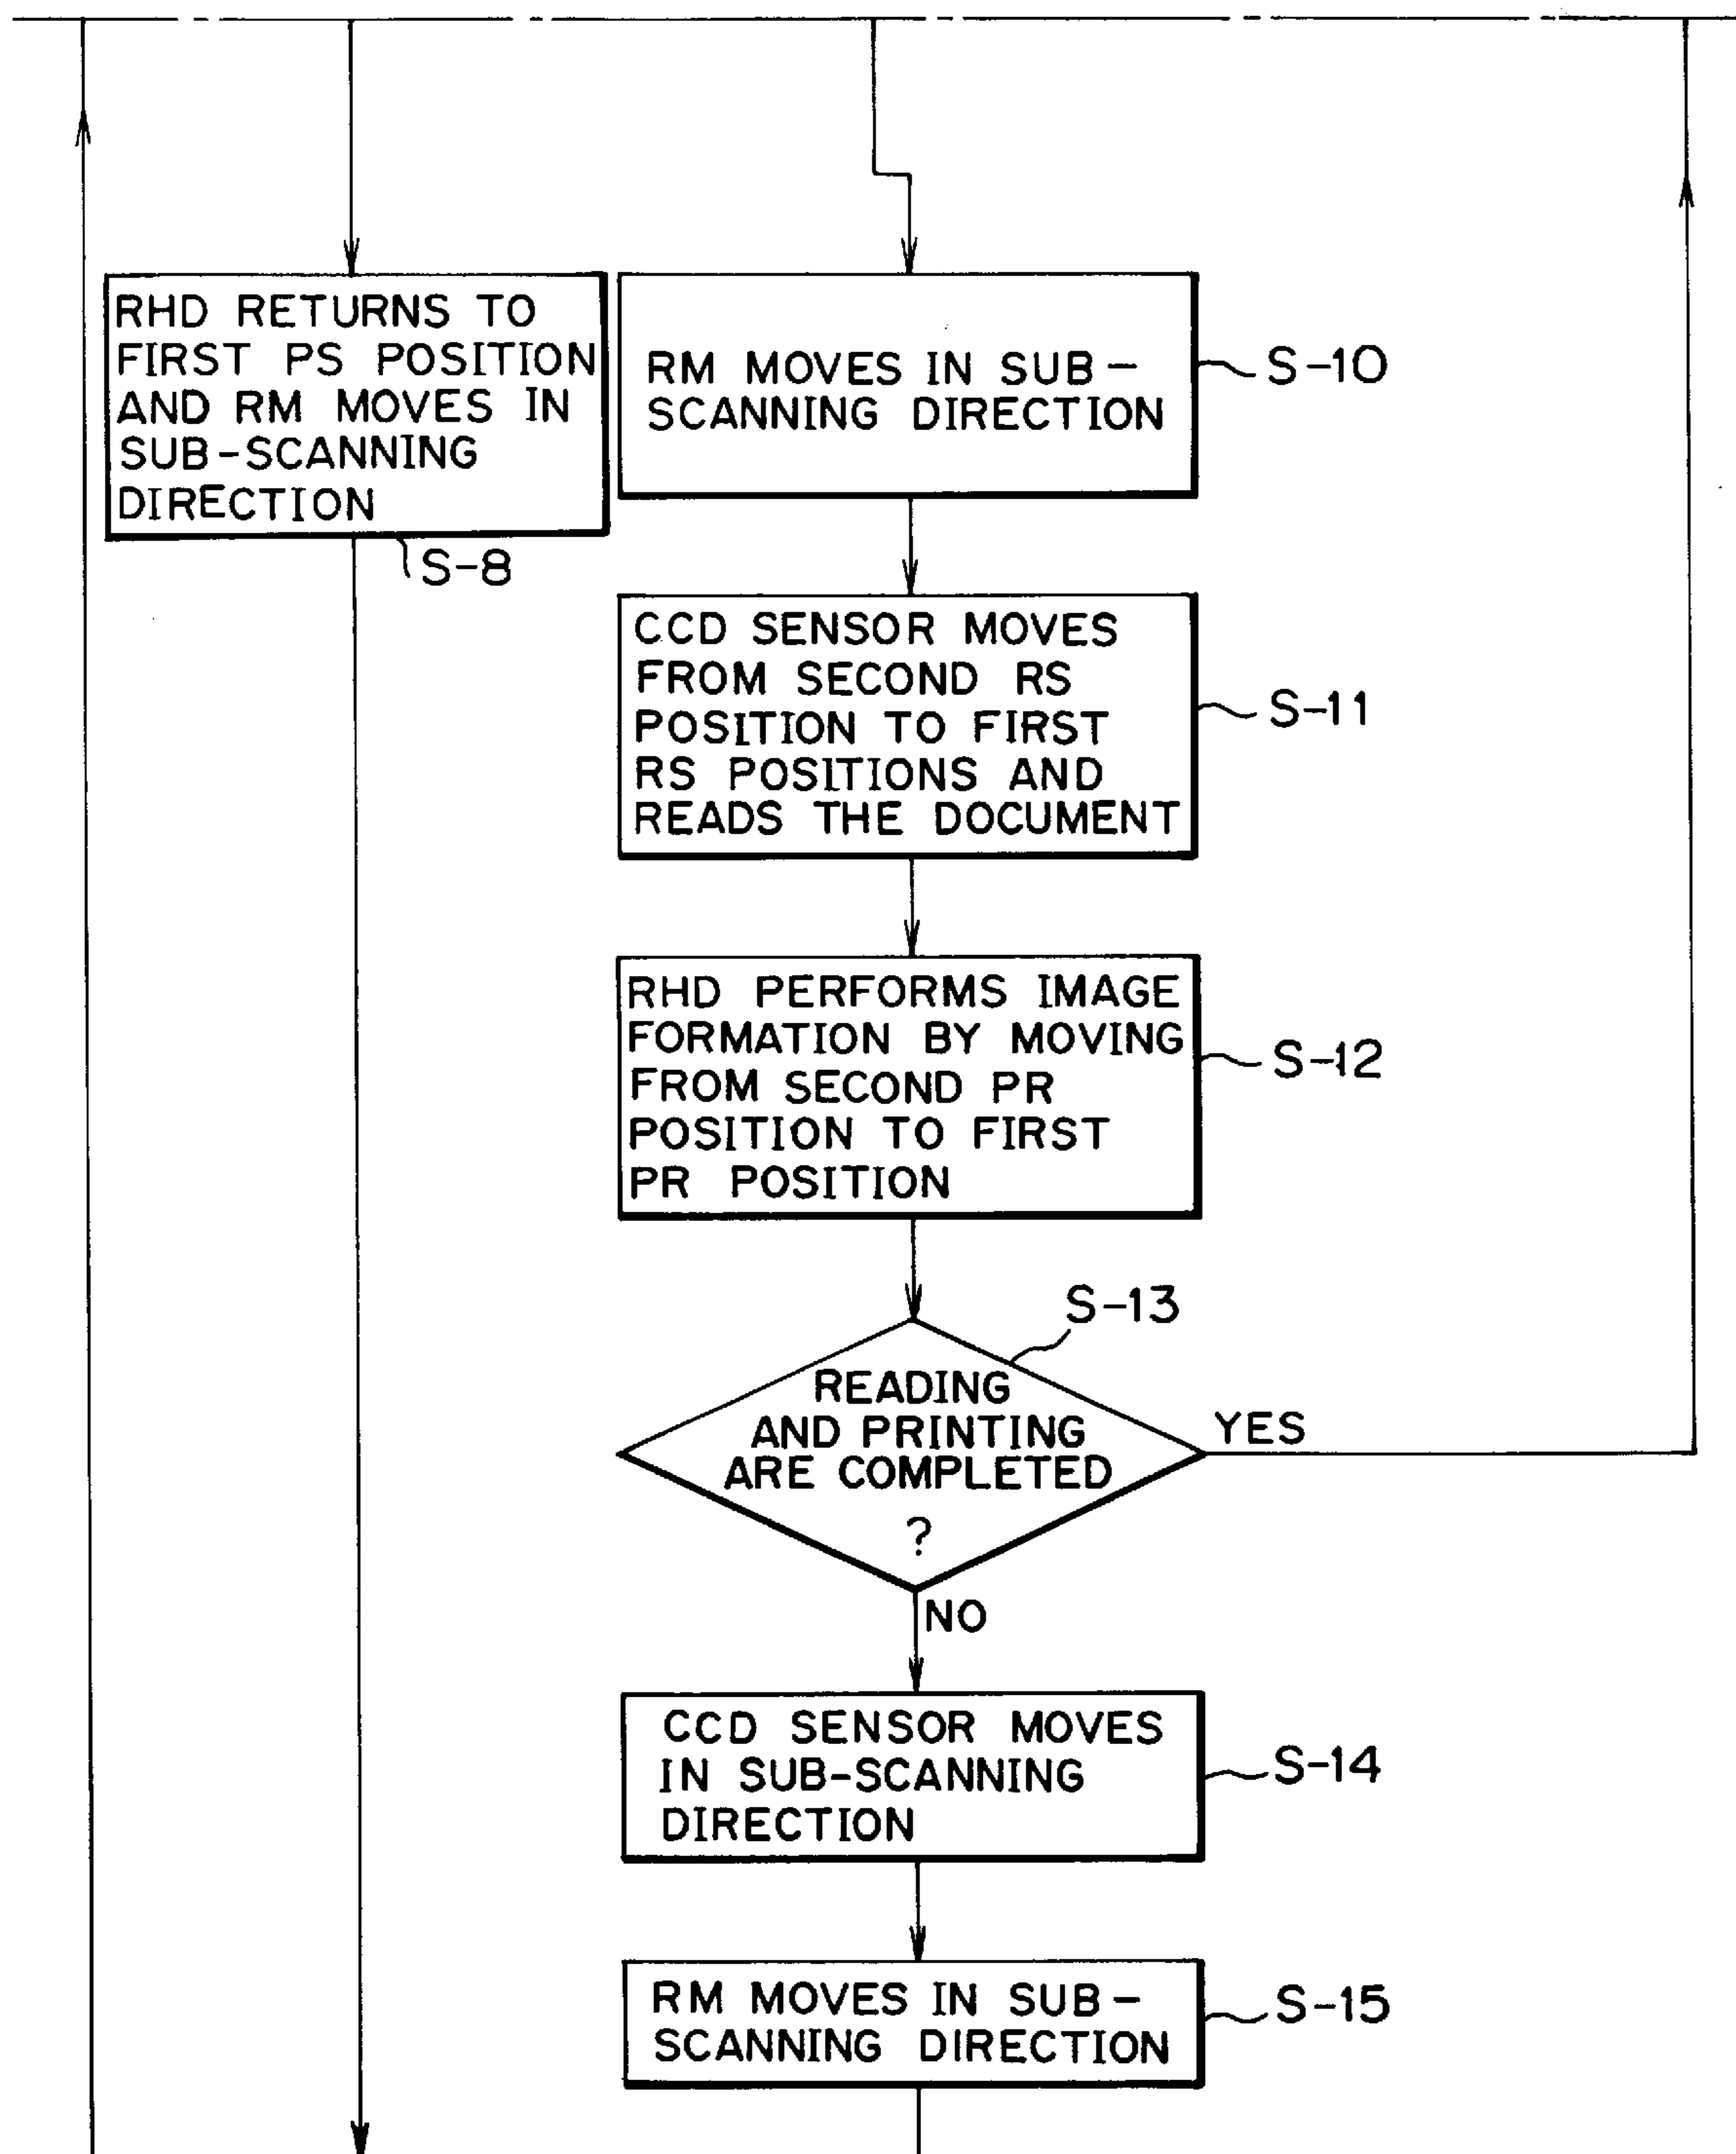 RHD RETURNS TO
FIRST PS POSITION
AND RM MOVES IN
SUB-SCANNING
DIRECTION
S-8
RM MOVES IN SUB-
SCANNING DIRECTION
S-10
CCD SENSOR MOVES
FROM SECOND RS
POSITION TO FIRST
RS POSITIONS AND
READS THE DOCUMENT
S-11
RHD PERFORMS IMAGE
FORMATION BY MOVING
FROM SECOND PR
POSITION TO FIRST
PR POSITION
S-12
S-13
READING
AND PRINTING
ARE COMPLETED
?
YES
NO
CCD SENSOR MOVES
IN SUB-SCANNING
DIRECTION
S-14
RM MOVES IN SUB-
SCANNING DIRECTION
S-15